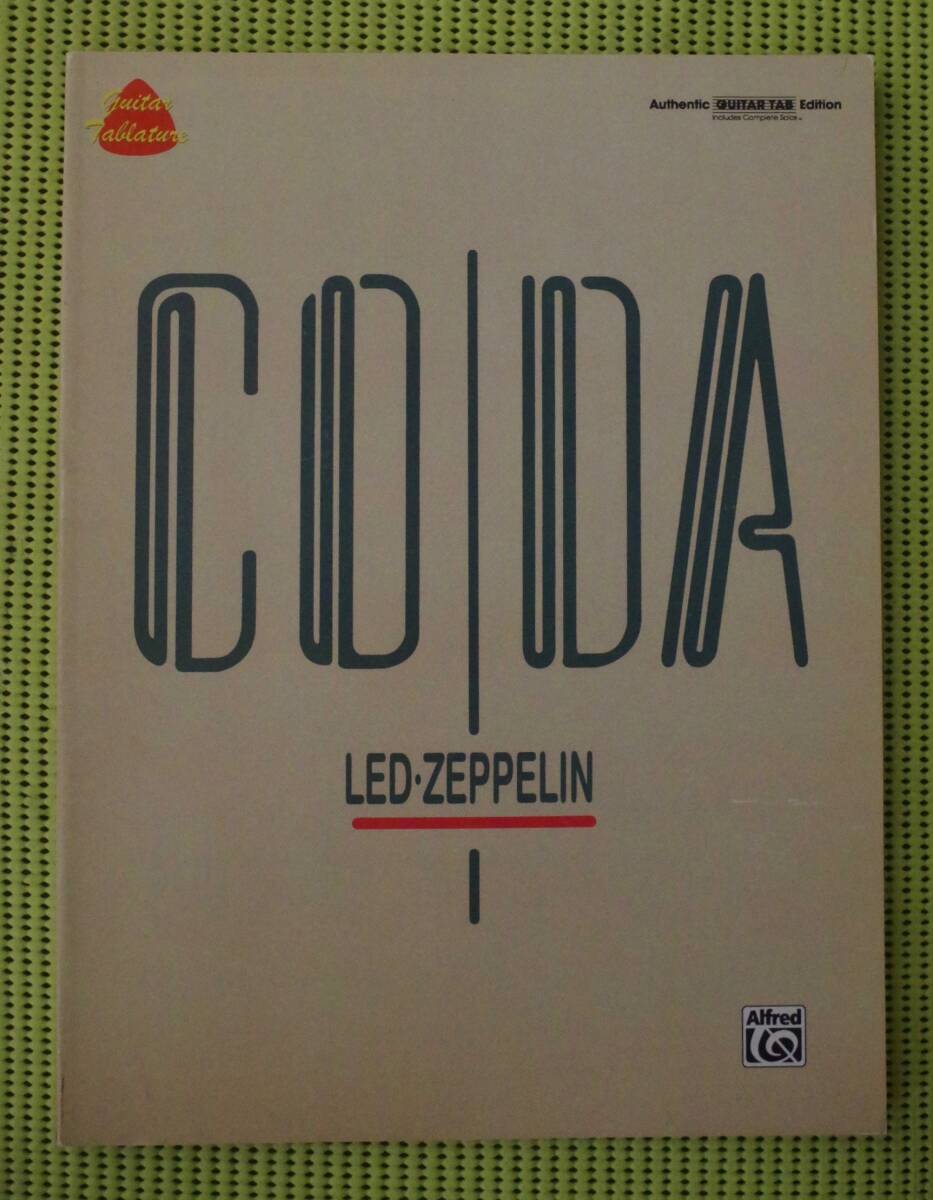 Guitar
Tablature
Authentic GUITAR TAB Edition
Includes Complete Solos
CODA
LED·ZEPPELIN
Alfred